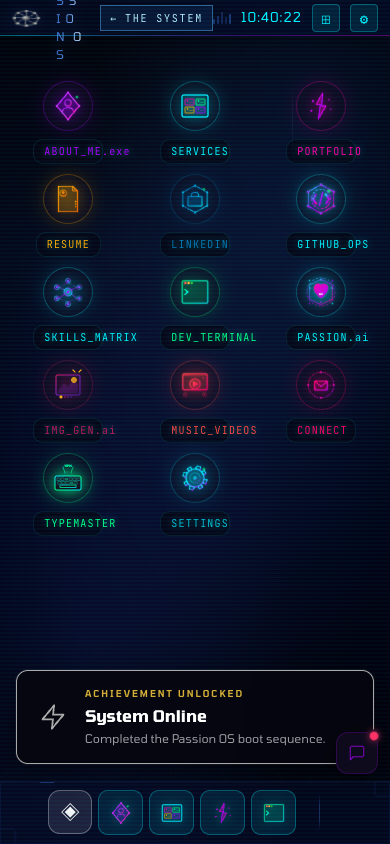 ← THE SYSTEM
10:40:22
ABOUT_ME.exe
SERVICES
PORTFOLIO
RESUME
LINKEDIN
GITHUB_OPS
SKILLS_MATRIX
DEV_TERMINAL
PASSION.ai
IMG_GEN.ai
MUSIC_VIDEOS
CONNECT
TYPEMASTER
SETTINGS
ACHIEVEMENT UNLOCKED
System Online
Completed the Passion OS boot sequence.